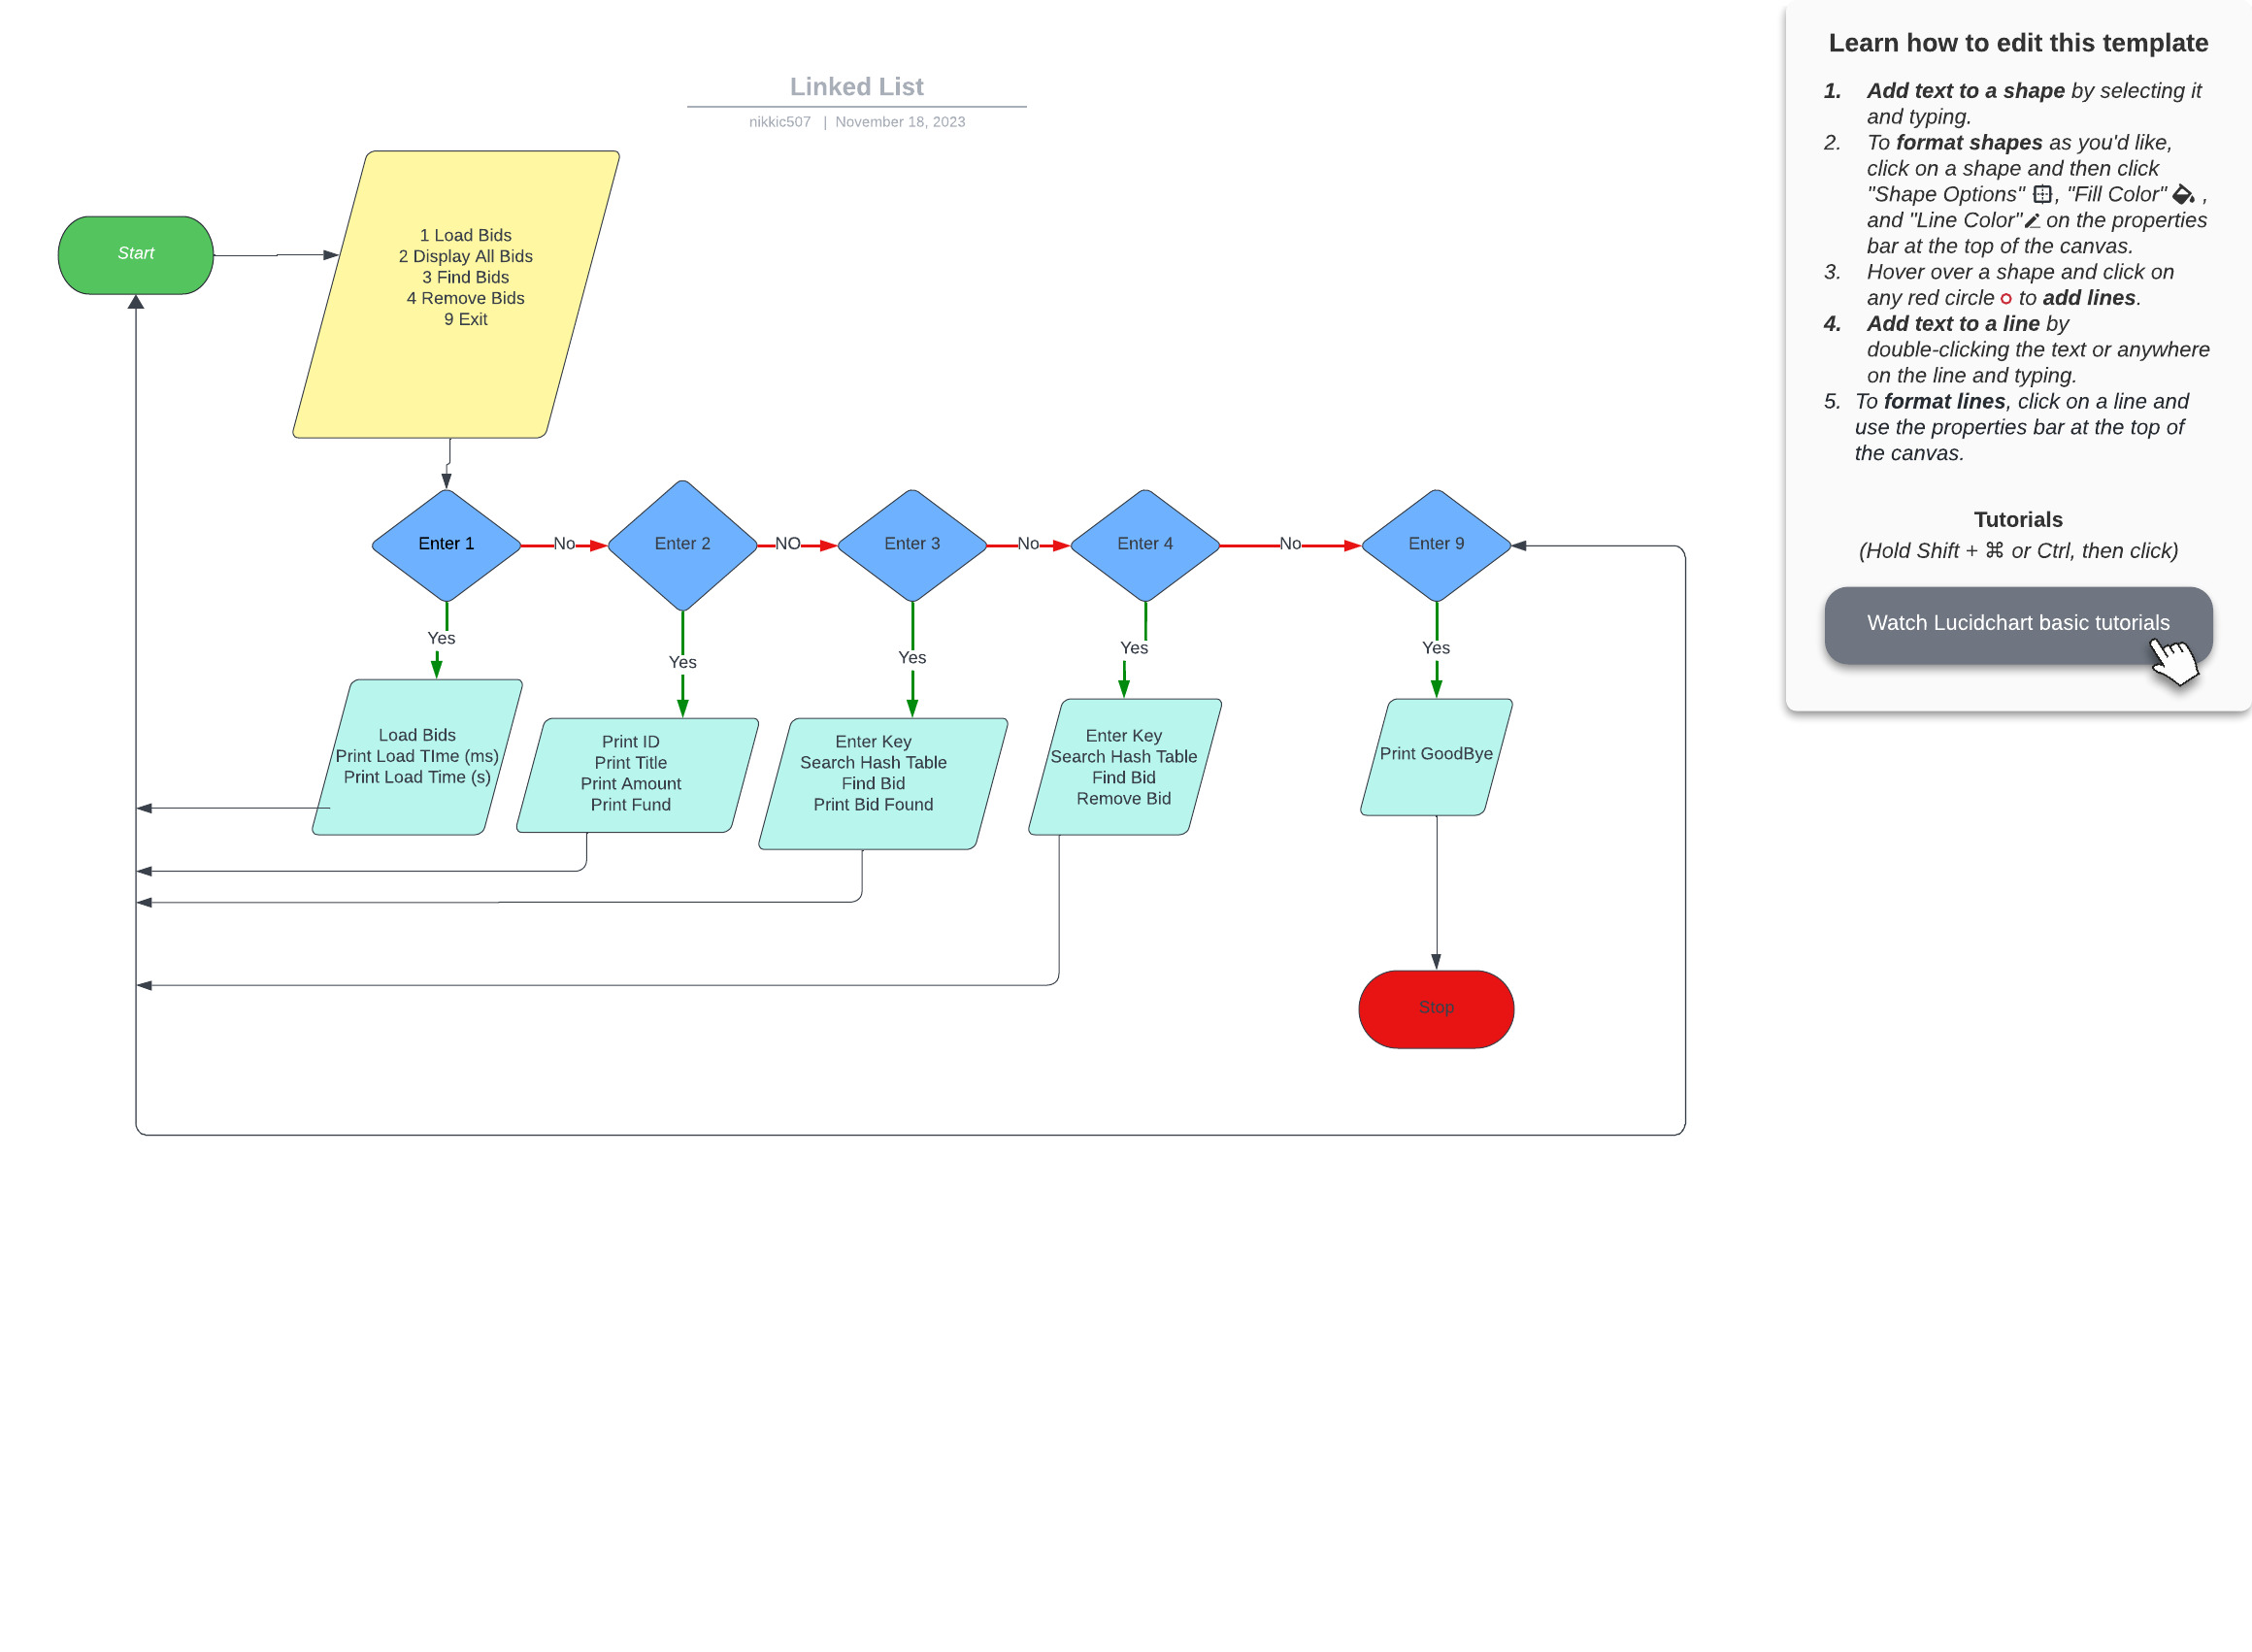 Linked List
nikkic507 | November 18, 2023
Start
1 Load Bids
2 Display All Bids
3 Find Bids
4 Remove Bids
9 Exit
Enter 1
No
Enter 2
NO
Enter 3
No
Enter 4
No
Enter 9
Yes
Yes
Yes
Yes
Yes
Load Bids
Print Load TIme (ms)
Print Load Time (s)
Print ID
Print Title
Print Amount
Print Fund
Enter Key
Search Hash Table
Find Bid
Print Bid Found
Enter Key
Search Hash Table
Find Bid
Remove Bid
Print GoodBye
Stop
Learn how to edit this template
1. Add text to a shape by selecting it
and typing.
2. To format shapes as you'd like,
click on a shape and then click
"Shape Options" , "Fill Color" ,
and "Line Color" on the properties
bar at the top of the canvas.
3. Hover over a shape and click on
any red circle to add lines.
4. Add text to a line by
double-clicking the text or anywhere
on the line and typing.
5. To format lines, click on a line and
use the properties bar at the top of
the canvas.
Tutorials
(Hold Shift + ⌘ or Ctrl, then click)
Watch Lucidchart basic tutorials